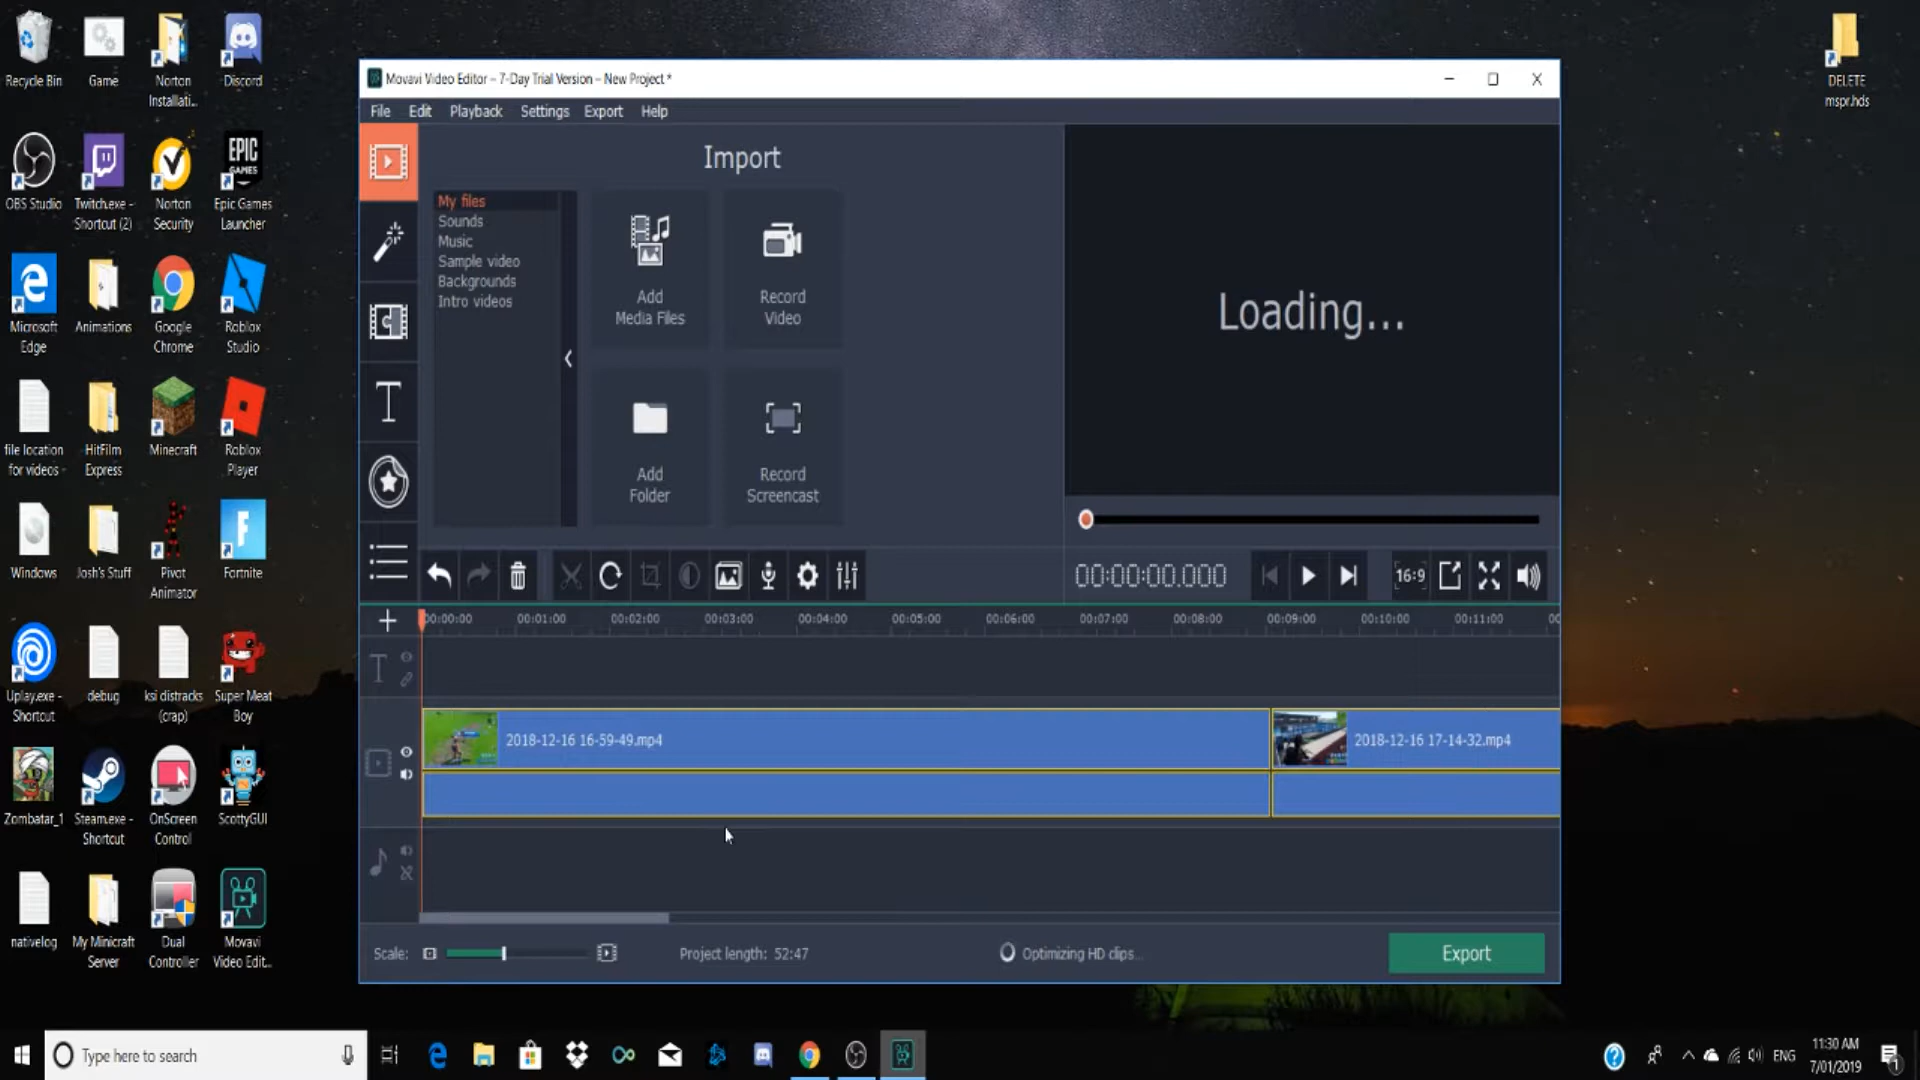 Recycle Bin
Game
Norton
Installati...
Discord
OBS Studio
Twitch.exe -
Shortcut (2)
Norton
Security
EPIC
GAMES
Epic Games
Launcher
Microsoft
Edge
Animations
Google
Chrome
Roblox
Studio
file location
for videos -
HitFilm
Express
Minecraft
Roblox
Player
Windows
Josh's Stuff
Pivot
Animator
Fortnite
Uplay.exe -
Shortcut
debug
ksi distracks
(crap)
Super Meat
Boy
Zombatar_1
Steam.exe -
Shortcut
OnScreen
Control
ScottyGUI
nativelog
My Minicraft
Server
Dual
Controller
Movavi
Video Edit...
DELETE
mspr.hds
Movavi Video Editor – 7-Day Trial Version – New Project *
File Edit Playback Settings Export Help
Import
My files
Sounds
Music
Sample video
Backgrounds
Intro videos
Add
Media Files
Record
Video
Add
Folder
Record
Screencast
Loading...
00:00:00.000
16:9
00:00:00 00:01:00 00:02:00 00:03:00 00:04:00 00:05:00 00:06:00 00:07:00 00:08:00 00:09:00 00:10:00 00:11:00 00
2018-12-16 16-59-49.mp4
2018-12-16 17-14-32.mp4
Scale:
Project length: 52:47
Optimizing HD clips...
Export
Type here to search
ENG
11:30 AM
7/01/2019
1